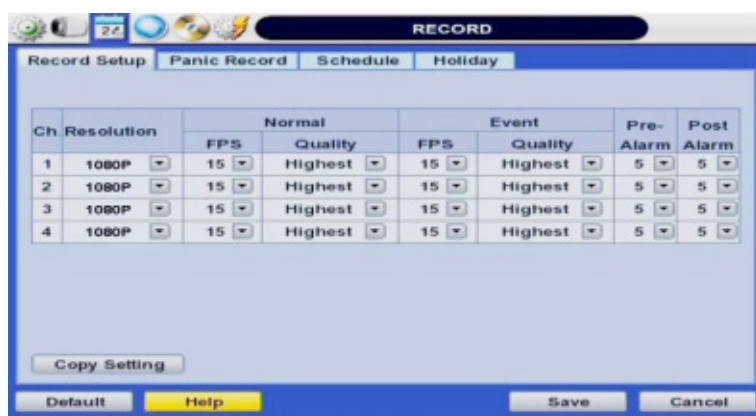 RECORD
Record Setup Panic Record Schedule Holiday
Ch. Resolution Normal Event Pre-Alarm Post Alarm
FPS Quality FPS Quality
1 1080P 15 Highest 15 Highest 5 5
2 1080P 15 Highest 15 Highest 5 5
3 1080P 15 Highest 15 Highest 5 5
4 1080P 15 Highest 15 Highest 5 5
Copy Setting
Default Help Save Cancel